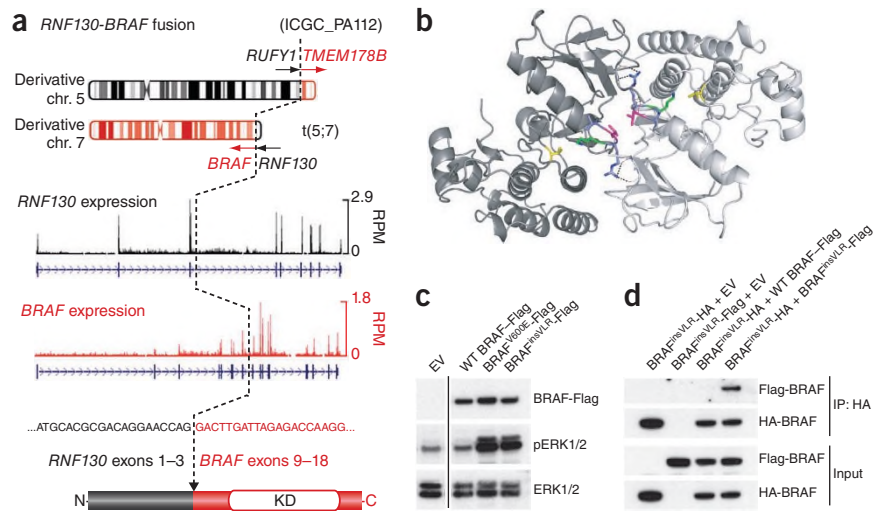 a
RNF130-BRAF fusion
(ICGC_PA112)
RUFY1
TMEM178B
Derivative
chr. 5
Derivative
chr. 7
t(5;7)
BRAF
RNF130
RNF130 expression
2.9
0
RPM
BRAF expression
1.8
0
RPM
...ATGCACGCGACAGGAACCAG GACTTGATTAGAGACCAAGG...
RNF130 exons 1–3
BRAF exons 9–18
N-
KD
-C
b
c
EV
WT BRAF–Flag
BRAFV600E-Flag
BRAFinsVLR-Flag
BRAF-Flag
pERK1/2
ERK1/2
d
BRAFinsVLR-HA + EV
BRAFinsVLR-Flag + EV
BRAFinsVLR-HA + WT BRAF–Flag
BRAFinsVLR-HA + BRAFinsVLR-Flag
Flag-BRAF
HA-BRAF
IP: HA
Flag-BRAF
HA-BRAF
Input